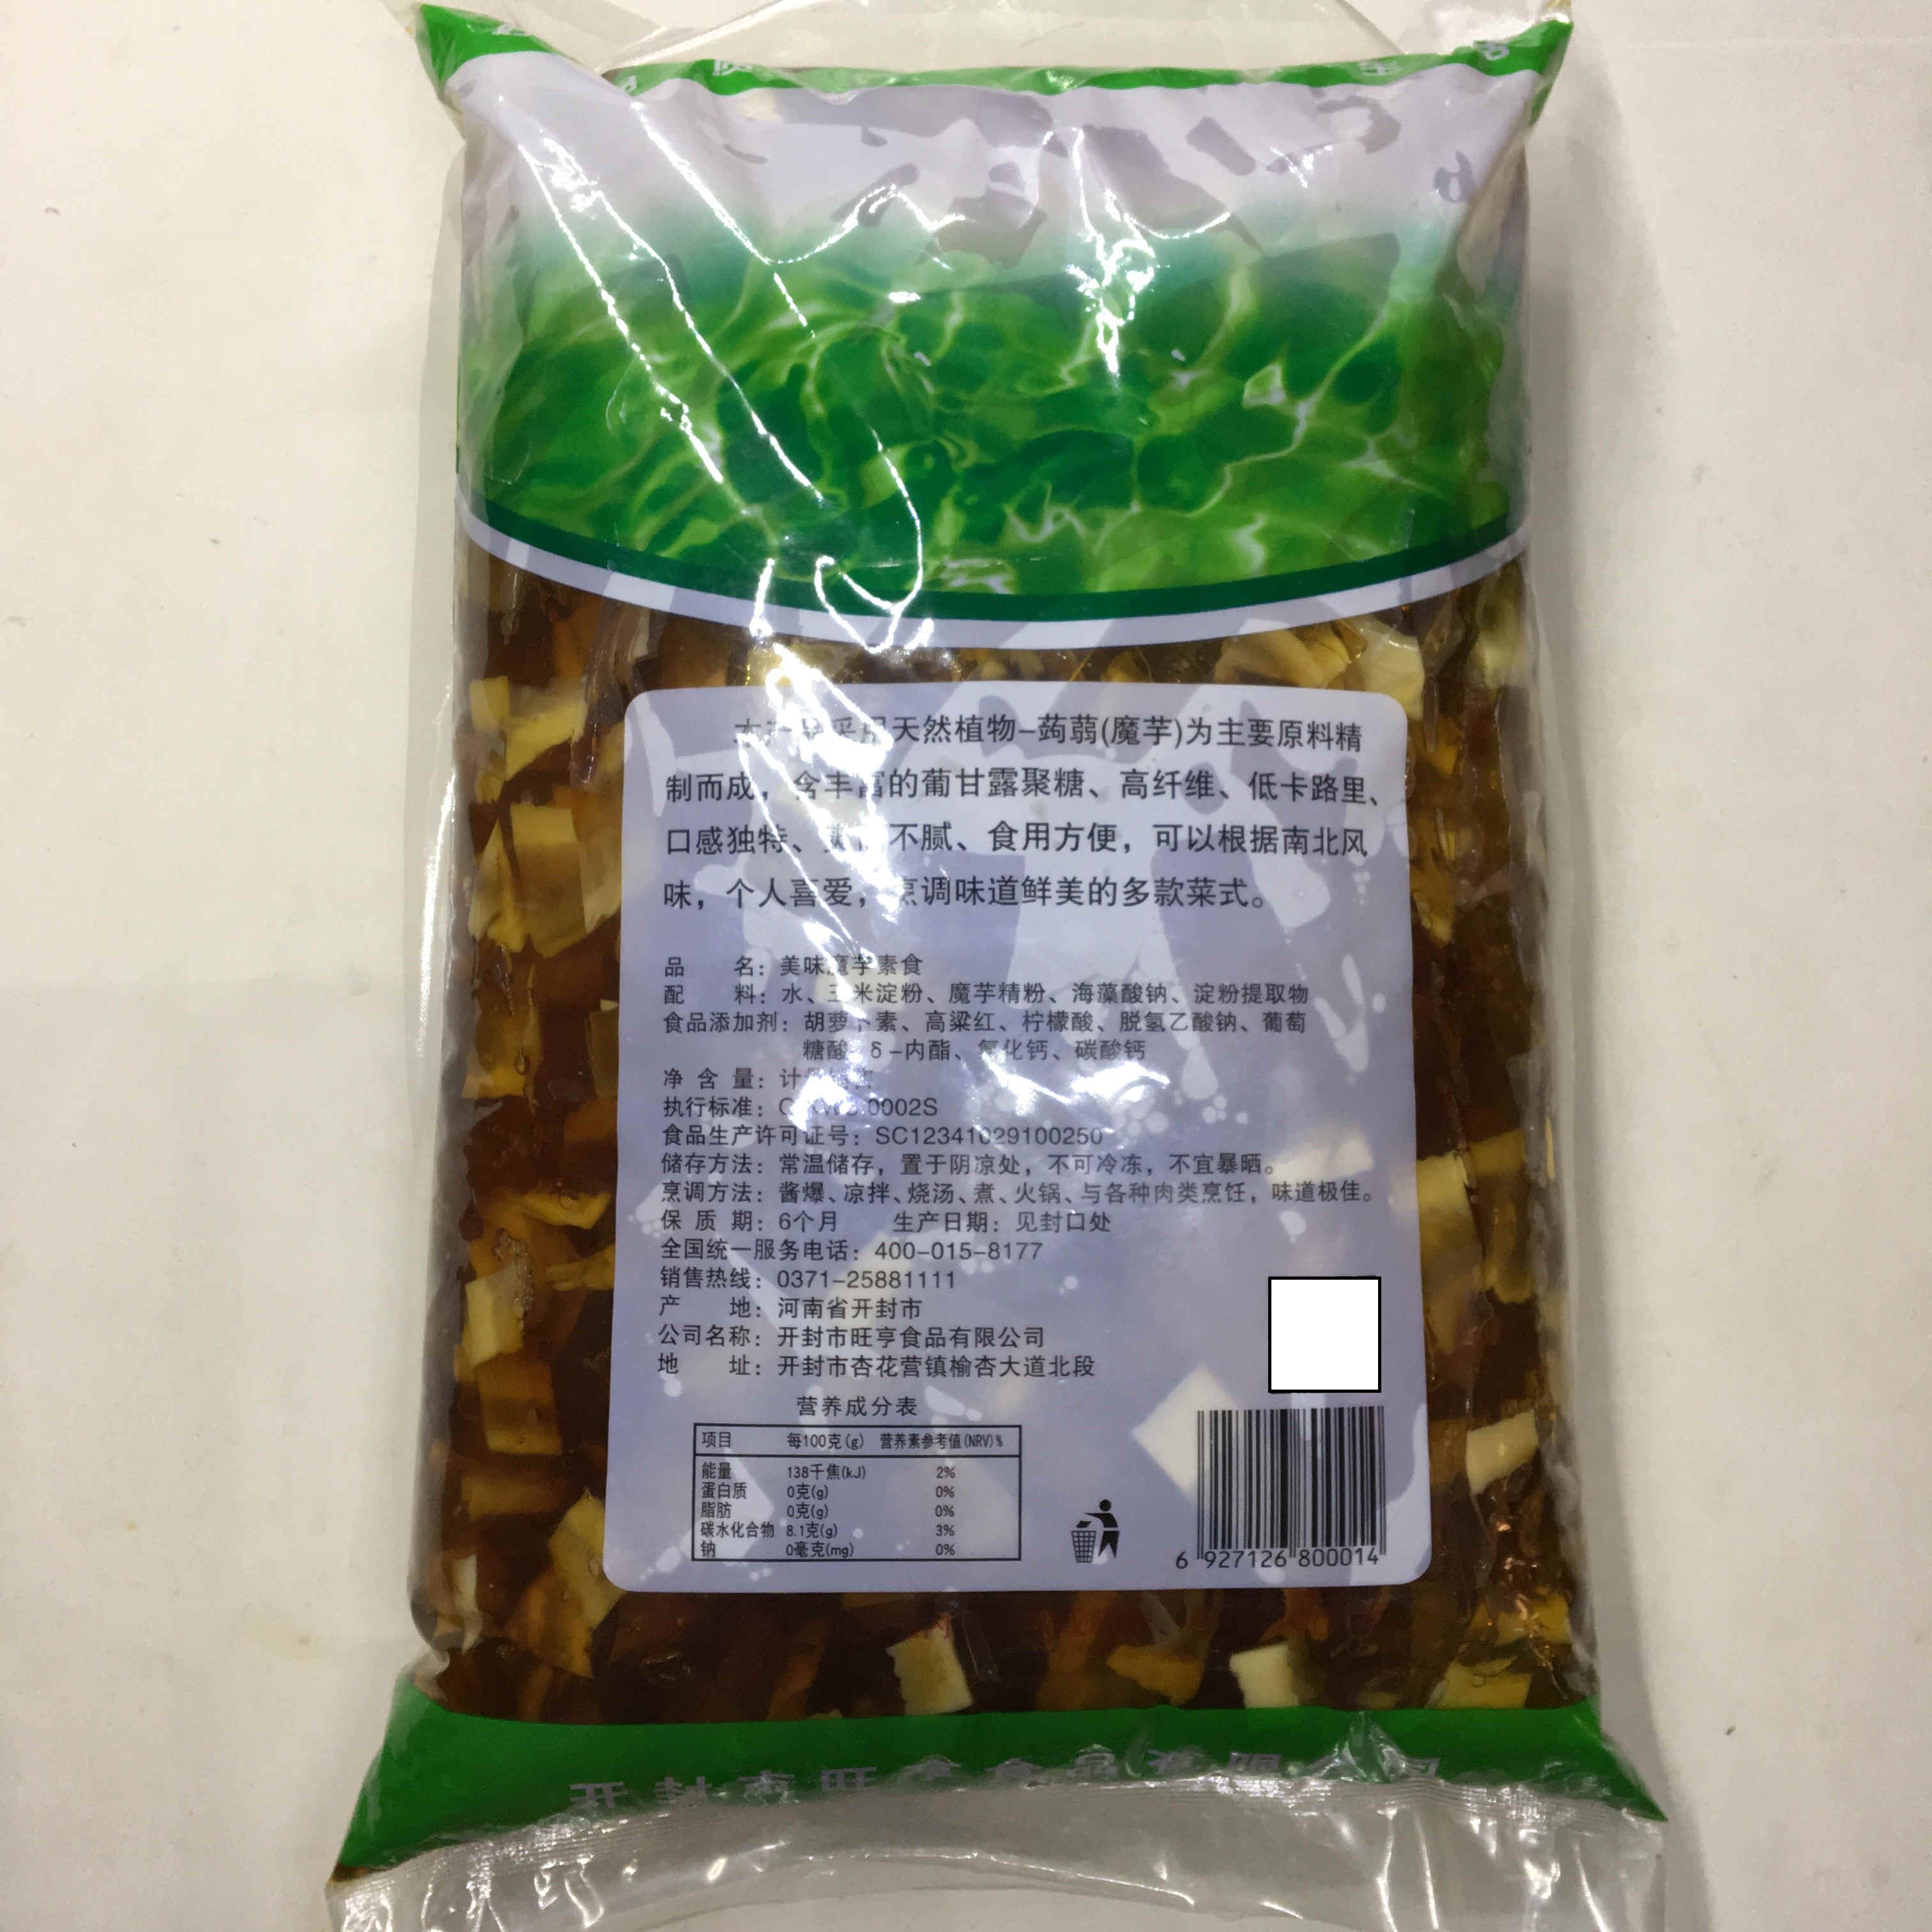 天然植物-蒟蒻(魔芋)为主要原料精
制而成，含丰富的葡甘露聚糖、高纤维、低卡路里、
口感独特、不腻、食用方便，可以根据南北风
味，个人喜爱，烹调味道鲜美的多款菜式。
品 名：美味魔芋素食
配 料：水、玉米淀粉、魔芋精粉、海藻酸钠、淀粉提取物
食品添加剂：胡萝卜素、高粱红、柠檬酸、脱氢乙酸钠、葡萄
糖酸 δ-内酯、氯化钙、碳酸钙
净 含 量：
执行标准：0002S
食品生产许可证号：SC12341029100250
储存方法：常温储存，置于阴凉处，不可冷冻，不宜暴晒。
烹调方法：酱爆、凉拌、烧汤、煮、火锅、与各种肉类烹饪，味道极佳。
保 质 期：6个月 生产日期：见封口处
全国统一服务电话：400-015-8177
销售热线：0371-25881111
产 地：河南省开封市
公司名称：开封市旺亨食品有限公司
地 址：开封市杏花营镇榆杏大道北段
营养成分表
项目 每100克(g) 营养素参考值(NRV)%
能量 138千焦(kJ) 2%
蛋白质 0克(g) 0%
脂肪 0克(g) 0%
碳水化合物 8.1克(g) 3%
钠 0毫克(mg) 0%
6 927126 800014